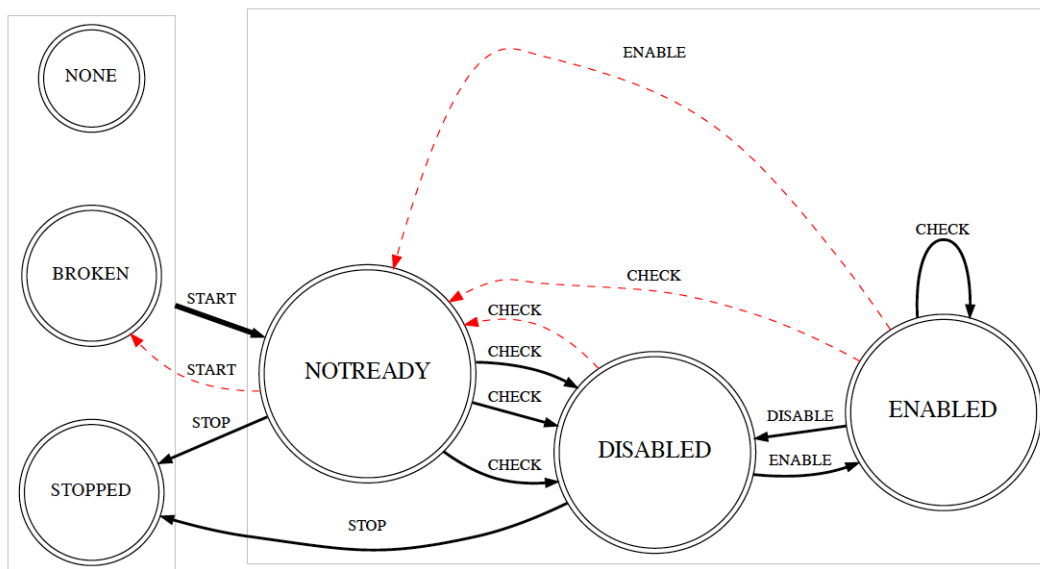 NONE
ENABLE
CHECK
BROKEN
START
CHECK
CHECK
START
NOTREADY
CHECK
CHECK
ENABLED
STOP
DISABLE
DISABLED
CHECK
ENABLE
STOPPED
STOP